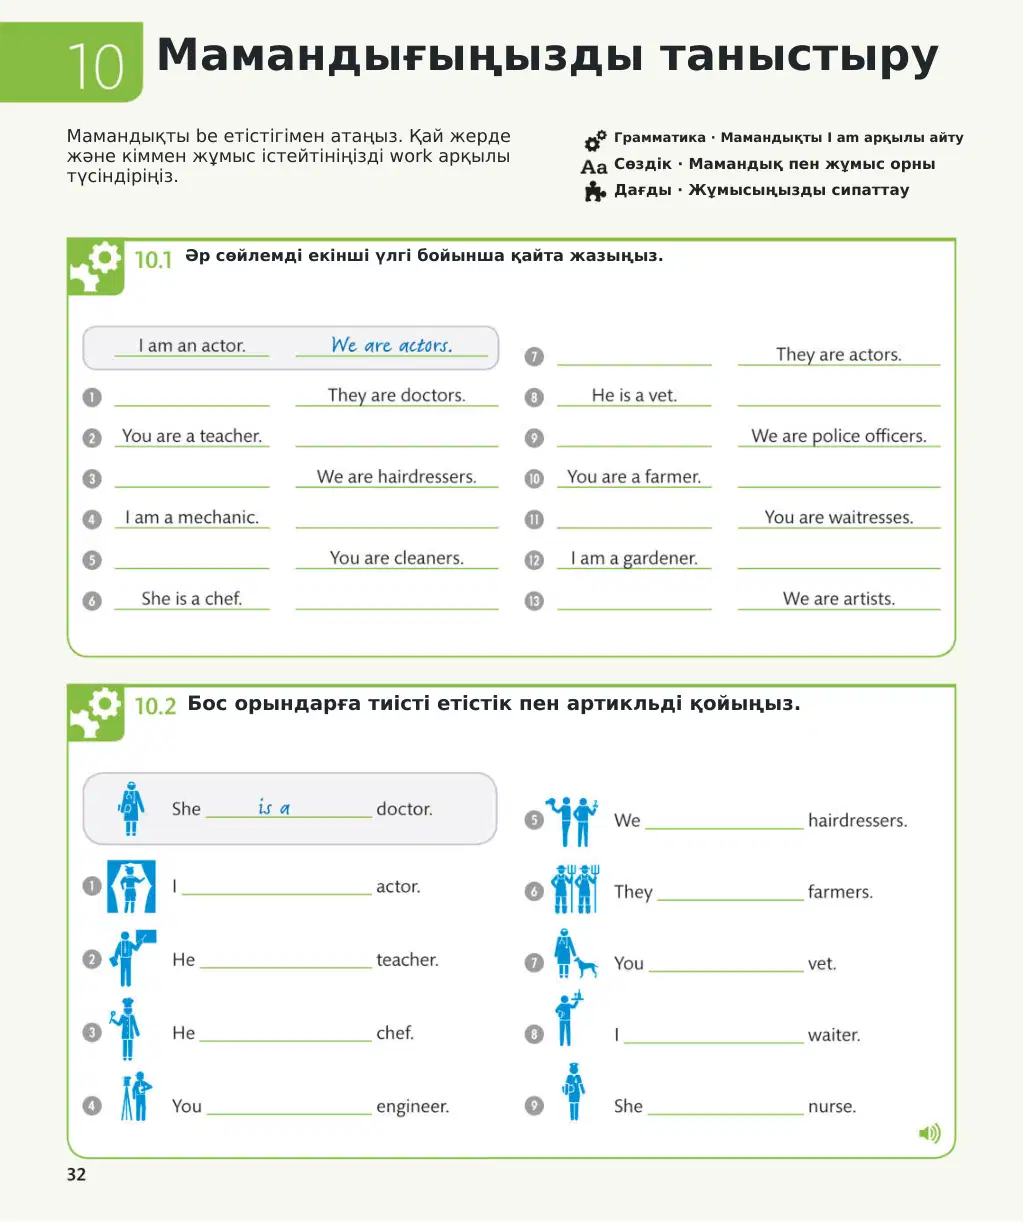 10
Мамандығыңызды таныстыру
Мамандықты be етістігімен атаңыз. Қай жерде
және кіммен жұмыс істейтініңізді work арқылы
түсіндіріңіз.
Грамматика · Мамандықты I am арқылы айту
Aa Сөздік · Мамандық пен жұмыс орны
Дағды · Жұмысыңызды сипаттау
10.1 Әр сөйлемді екінші үлгі бойынша қайта жазыңыз.
I am an actor. We are actors.
1 They are doctors.
2 You are a teacher.
3 We are hairdressers.
4 I am a mechanic.
5 You are cleaners.
6 She is a chef.
7 They are actors.
8 He is a vet.
9 We are police officers.
10 You are a farmer.
11 You are waitresses.
12 I am a gardener.
13 We are artists.
10.2 Бос орындарға тиісті етістік пен артикльді қойыңыз.
She is a doctor.
1 I actor.
2 He teacher.
3 He chef.
4 You engineer.
5 We hairdressers.
6 They farmers.
7 You vet.
8 I waiter.
9 She nurse.
32